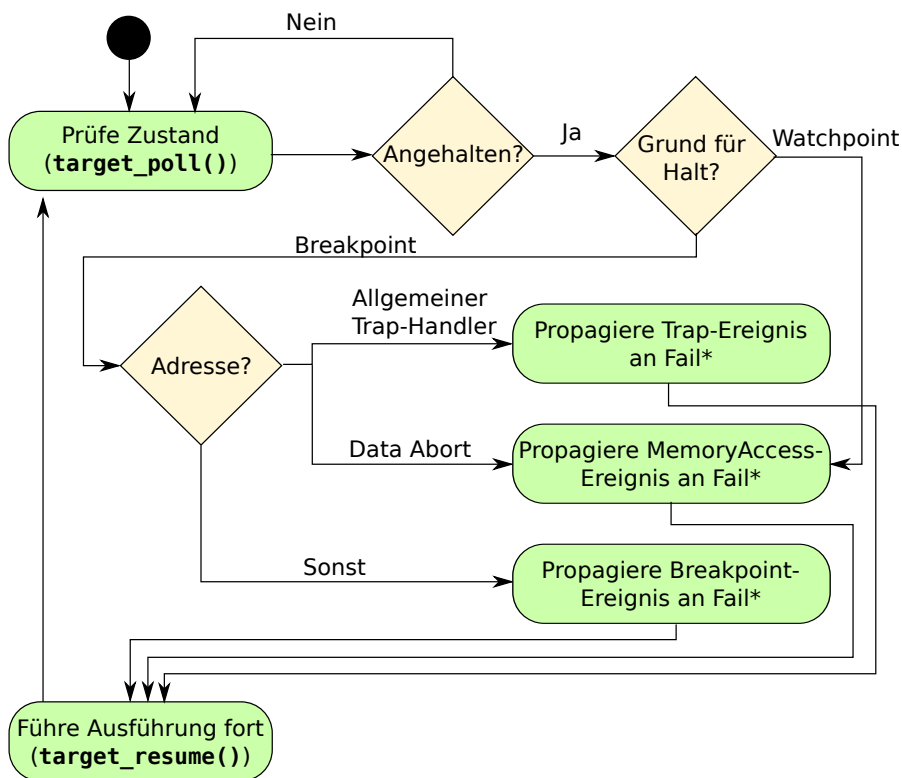 Nein
Prüfe Zustand
(target_poll())
Angehalten?
Ja
Grund für
Halt?
Watchpoint
Breakpoint
Adresse?
Allgemeiner
Trap-Handler
Propagiere Trap-Ereignis
an Fail*
Data Abort
Propagiere MemoryAccess-
Ereignis an Fail*
Sonst
Propagiere Breakpoint-
Ereignis an Fail*
Führe Ausführung fort
(target_resume())